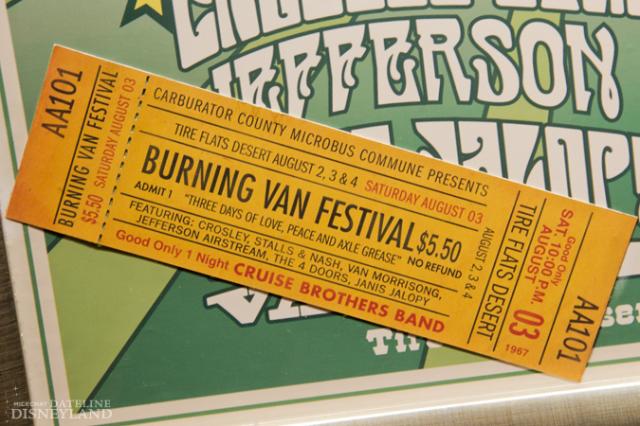 JEFFERSON
AA101
BURNING VAN FESTIVAL
$5.50 SATURDAY AUGUST 03
CARBURATOR COUNTY MICROBUS COMMUNE PRESENTS
TIRE FLATS DESERT AUGUST 2, 3 & 4 SATURDAY AUGUST 03
BURNING VAN FESTIVAL $5.50
ADMIT 1 "THREE DAYS OF LOVE, PEACE AND AXLE GREASE" NO REFUND
FEATURING: CROSLEY, STALLS & NASH, VAN MORRISONG,
JEFFERSON AIRSTREAM, THE 4 DOORS, JANIS JALOPY
Good Only 1 Night CRUISE BROTHERS BAND
AUGUST 2, 3 & 4
TIRE FLATS DESERT
1967
03
AUGUST
SAT. 10:00 P.M.
Good Only
AA101
MICECHAT DATELINE
DISNEYLAND